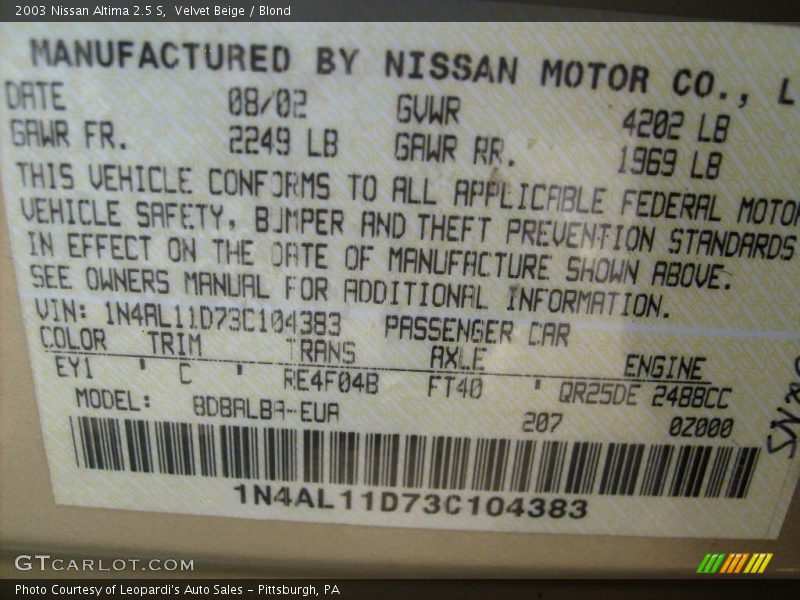 2003 Nissan Altima 2.5 S, Velvet Beige / Blond
MANUFACTURED BY NISSAN MOTOR CO., L
DATE 08/02 GVWR 4202 LB
GAWR FR. 2249 LB GAWR RR. 1969 LB
THIS VEHICLE CONFORMS TO ALL APPLICABLE FEDERAL MOTOR
VEHICLE SAFETY, BUMPER AND THEFT PREVENTION STANDARDS
IN EFFECT ON THE DATE OF MANUFACTURE SHOWN ABOVE.
SEE OWNERS MANUAL FOR ADDITIONAL INFORMATION.
VIN: 1N4AL11D73C104383 PASSENGER CAR
COLOR TRIM TRANS AXLE ENGINE
EY1 ' C ' RE4F04B FT40 ' QR25DE 2488CC
MODEL: BDBALBA-EUA 207 0Z000
1N4AL11D73C104383
GTCARLOT.COM
Photo Courtesy of Leopardi's Auto Sales - Pittsburgh, PA